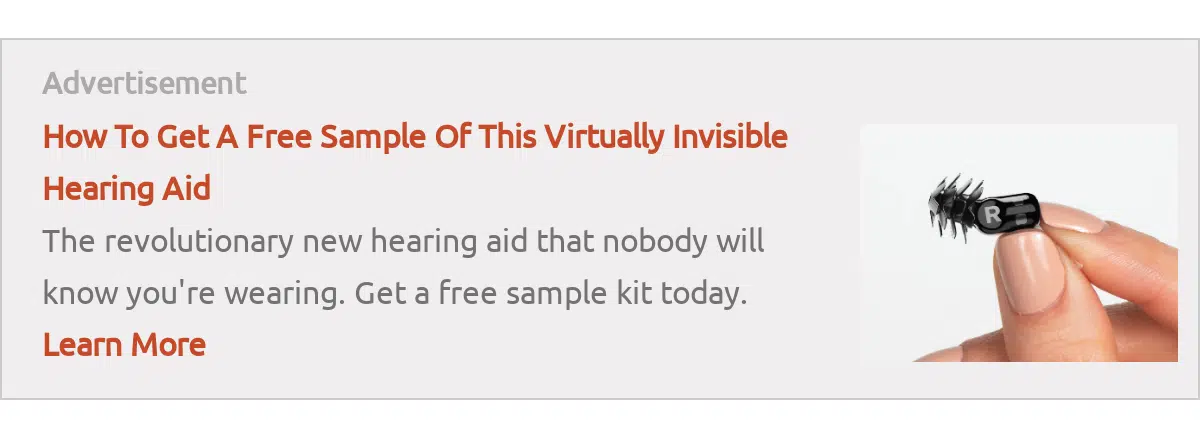 Advertisement
How To Get A Free Sample Of This Virtually Invisible
Hearing Aid
The revolutionary new hearing aid that nobody will
know you're wearing. Get a free sample kit today.
Learn More
R